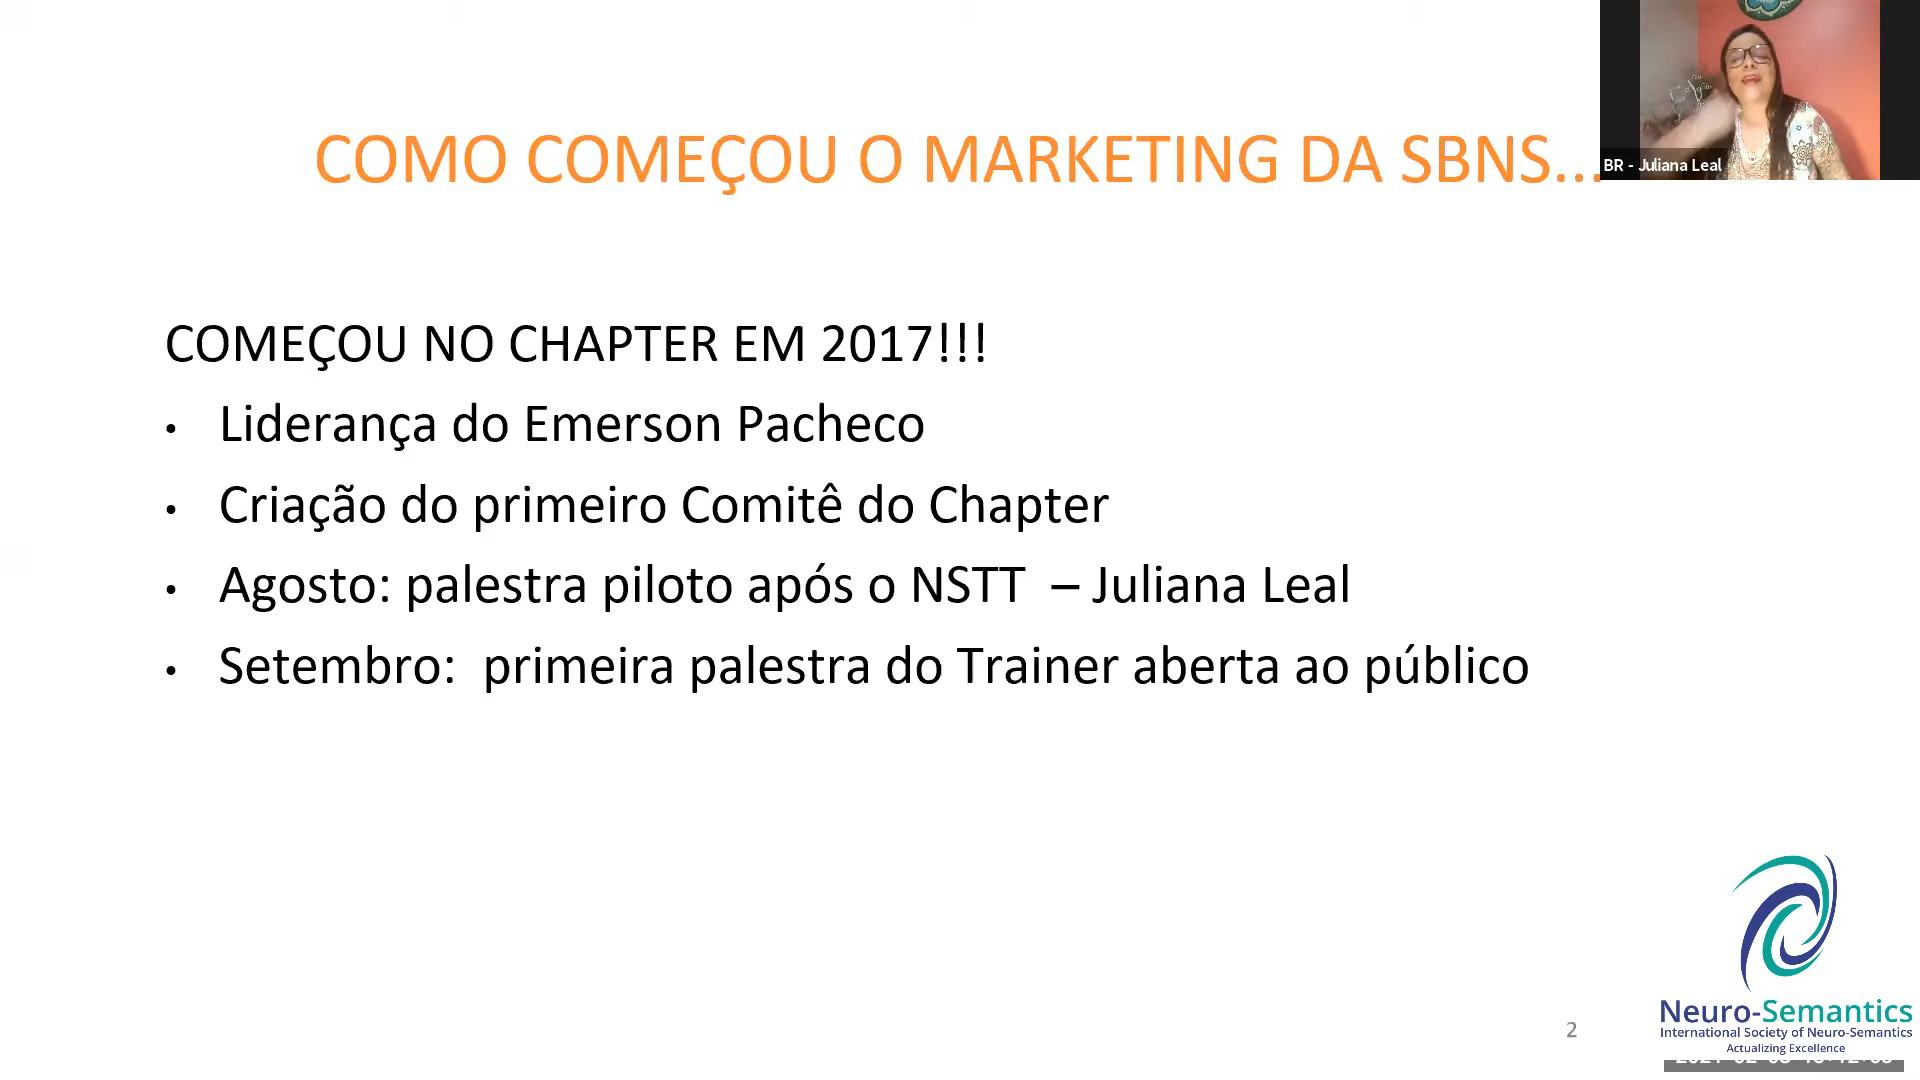 COMO COMEÇOU O MARKETING DA SBNS...
BR - Juliana Leal
COMEÇOU NO CHAPTER EM 2017!!!
• Liderança do Emerson Pacheco
• Criação do primeiro Comitê do Chapter
• Agosto: palestra piloto após o NSTT – Juliana Leal
• Setembro: primeira palestra do Trainer aberta ao público
2
Neuro-Semantics
International Society of Neuro-Semantics
Actualizing Excellence